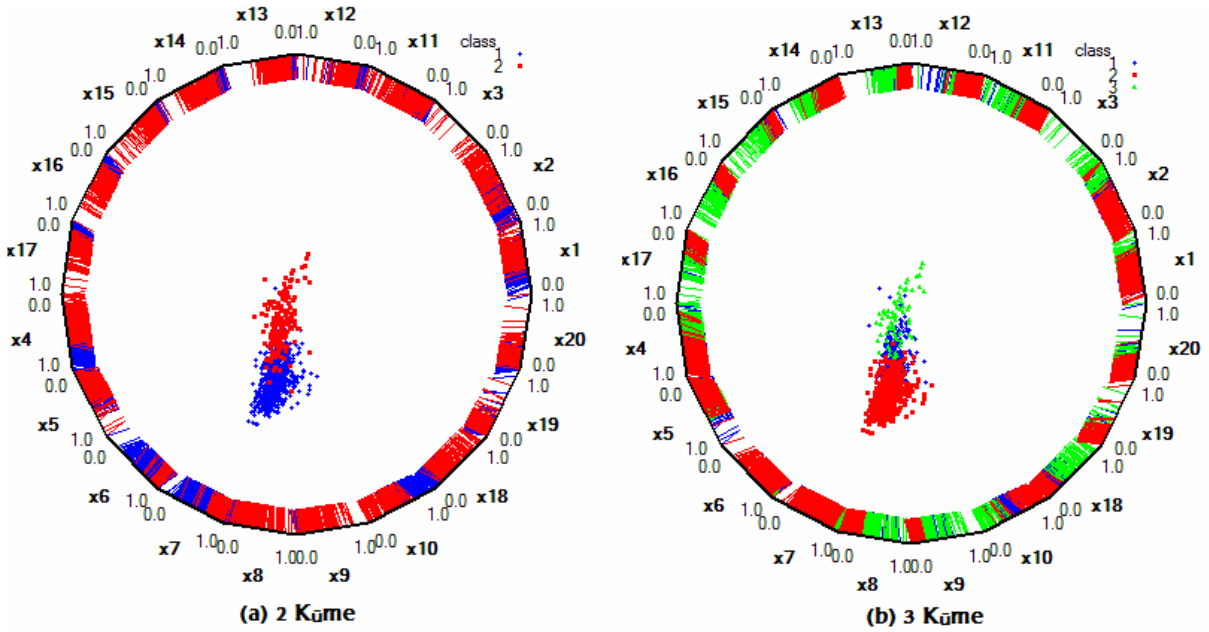 x13 x12
x14 0.0 1.0 0.0 1.0 0.0 1.0 x11 class
x15 0.0 1.0 0.0 1.0 x3 1
x16 0.0 1.0 0.0 1.0 x2 2
x17 0.0 1.0 0.0 1.0 x1
x4 0.0 1.0 0.0 1.0 x20
x5 0.0 1.0 0.0 1.0 x19
x6 0.0 1.0 0.0 1.0 x18
x7 0.0 1.0 0.0 1.0 x10
x8 0.0 1.0 0.0 1.0 x9
(a) 2 Kūme
x13 x12
x14 0.0 1.0 0.0 1.0 0.0 1.0 x11 class
x15 0.0 1.0 0.0 1.0 x3 1
x16 0.0 1.0 0.0 1.0 x2 2
x17 0.0 1.0 0.0 1.0 x1 3
x4 0.0 1.0 0.0 1.0 x20
x5 0.0 1.0 0.0 1.0 x19
x6 0.0 1.0 0.0 1.0 x18
x7 0.0 1.0 0.0 1.0 x10
x8 0.0 1.0 0.0 1.0 x9
(b) 3 Kūme